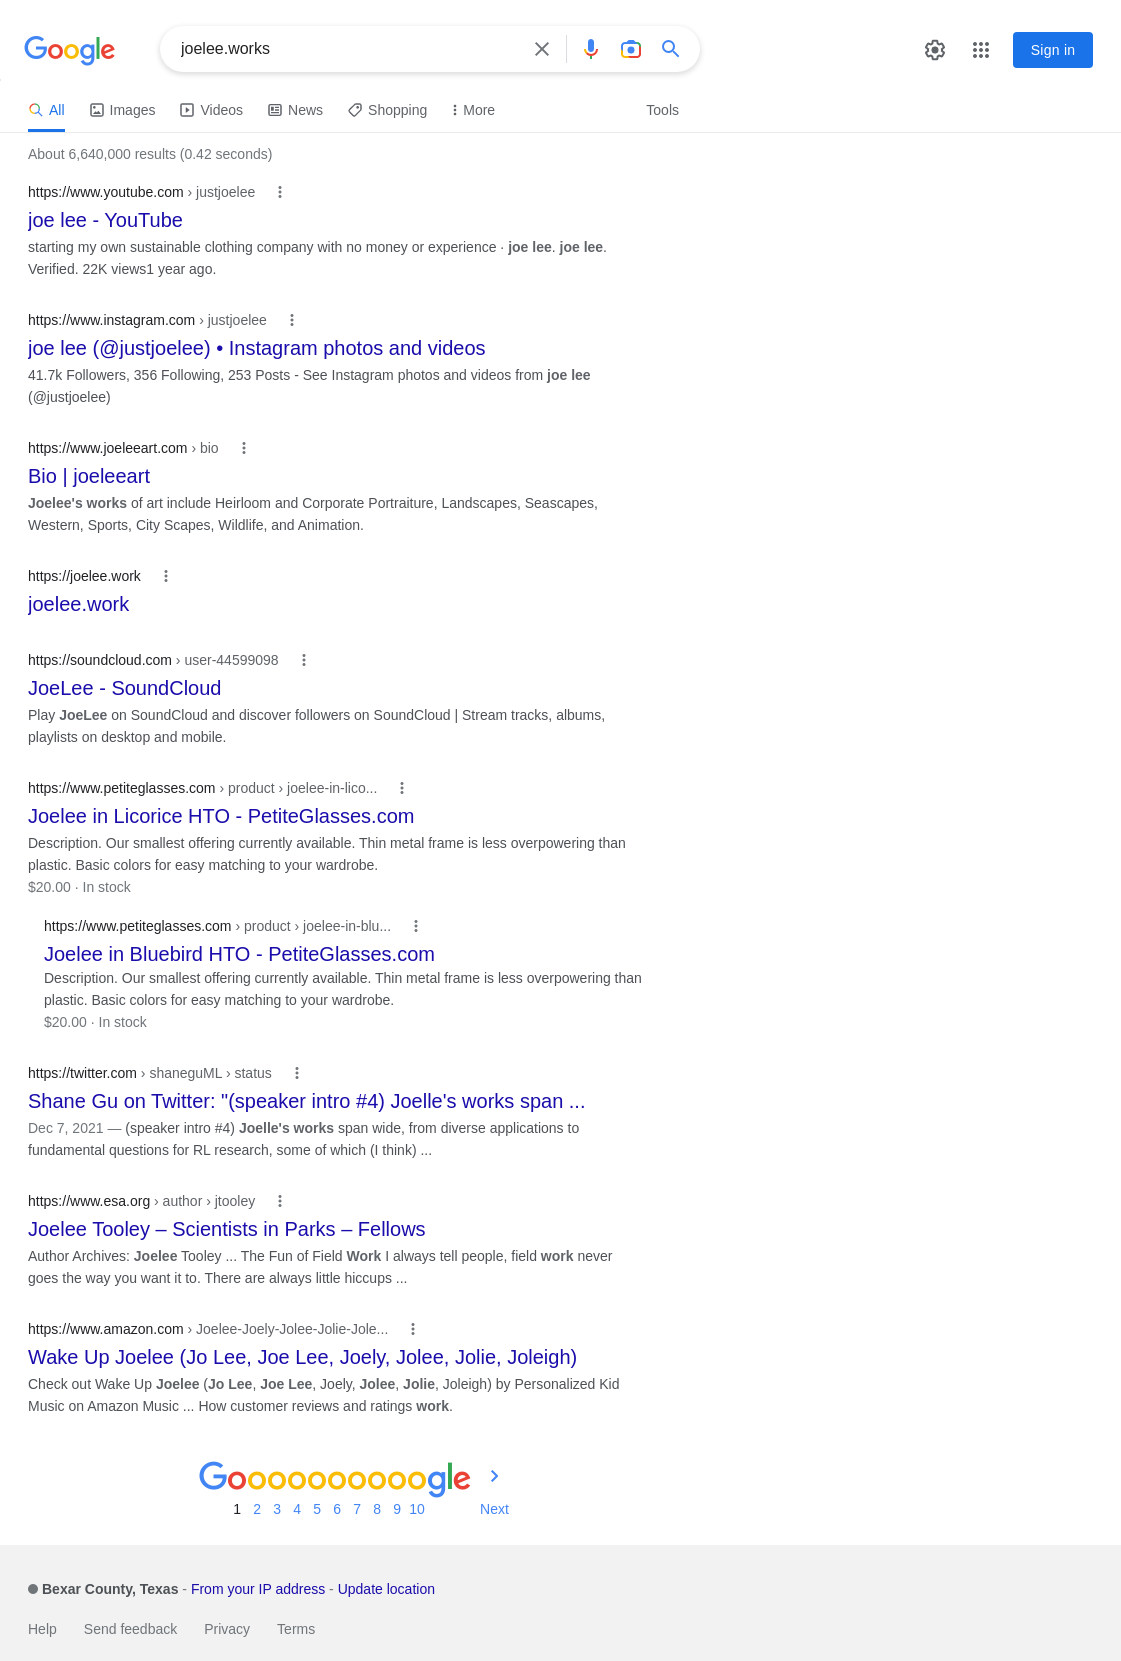 Google
joelee.works
Sign in
All Images Videos News Shopping More Tools
About 6,640,000 results (0.42 seconds)
https://www.youtube.com › justjoelee
joe lee - YouTube
starting my own sustainable clothing company with no money or experience · joe lee. joe lee.
Verified. 22K views1 year ago.
https://www.instagram.com › justjoelee
joe lee (@justjoelee) • Instagram photos and videos
41.7k Followers, 356 Following, 253 Posts - See Instagram photos and videos from joe lee
(@justjoelee)
https://www.joeleeart.com › bio
Bio | joeleeart
Joelee's works of art include Heirloom and Corporate Portraiture, Landscapes, Seascapes,
Western, Sports, City Scapes, Wildlife, and Animation.
https://joelee.work
joelee.work
https://soundcloud.com › user-44599098
JoeLee - SoundCloud
Play JoeLee on SoundCloud and discover followers on SoundCloud | Stream tracks, albums,
playlists on desktop and mobile.
https://www.petiteglasses.com › product › joelee-in-lico...
Joelee in Licorice HTO - PetiteGlasses.com
Description. Our smallest offering currently available. Thin metal frame is less overpowering than
plastic. Basic colors for easy matching to your wardrobe.
$20.00 · In stock
https://www.petiteglasses.com › product › joelee-in-blu...
Joelee in Bluebird HTO - PetiteGlasses.com
Description. Our smallest offering currently available. Thin metal frame is less overpowering than
plastic. Basic colors for easy matching to your wardrobe.
$20.00 · In stock
https://twitter.com › shaneguML › status
Shane Gu on Twitter: "(speaker intro #4) Joelle's works span ...
Dec 7, 2021 — (speaker intro #4) Joelle's works span wide, from diverse applications to
fundamental questions for RL research, some of which (I think) ...
https://www.esa.org › author › jtooley
Joelee Tooley – Scientists in Parks – Fellows
Author Archives: Joelee Tooley ... The Fun of Field Work I always tell people, field work never
goes the way you want it to. There are always little hiccups ...
https://www.amazon.com › Joelee-Joely-Jolee-Jolie-Jole...
Wake Up Joelee (Jo Lee, Joe Lee, Joely, Jolee, Jolie, Joleigh)
Check out Wake Up Joelee (Jo Lee, Joe Lee, Joely, Jolee, Jolie, Joleigh) by Personalized Kid
Music on Amazon Music ... How customer reviews and ratings work.
Goooooooooogle
1 2 3 4 5 6 7 8 9 10 Next
Bexar County, Texas - From your IP address - Update location
Help Send feedback Privacy Terms